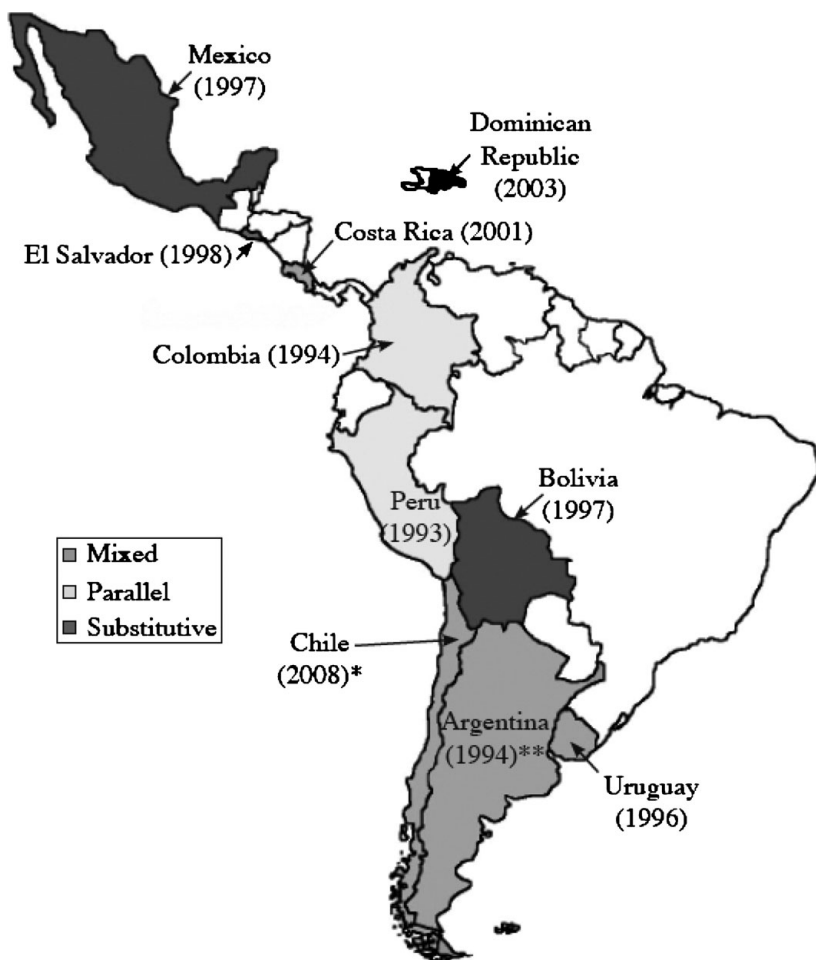 Mexico
(1997)
Dominican
Republic
(2003)
Costa Rica (2001)
El Salvador (1998)
Colombia (1994)
Bolivia
(1997)
Peru
(1993)
Mixed
Parallel
Substitutive
Chile
(2008)*
Argentina
(1994)**
Uruguay
(1996)